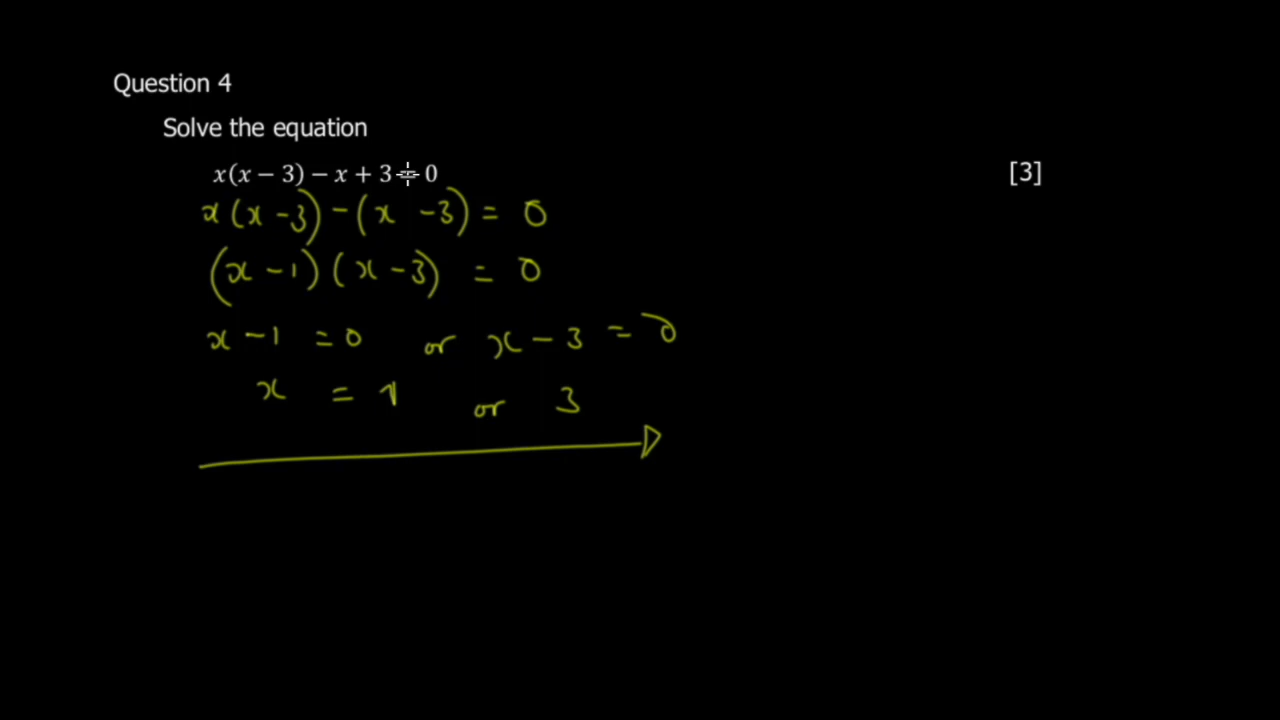 Question 4
Solve the equation
x(x − 3) − x + 3 = 0 [3]
x(x - 3) - (x - 3) = 0
(x - 1)(x - 3) = 0
x - 1 = 0 or x - 3 = 0
x = 1 or 3